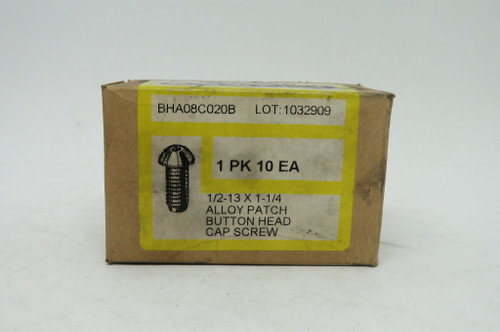 BHA08C020B LOT:1032909
1 PK 10 EA
1/2-13 X 1-1/4
ALLOY PATCH
BUTTON HEAD
CAP SCREW